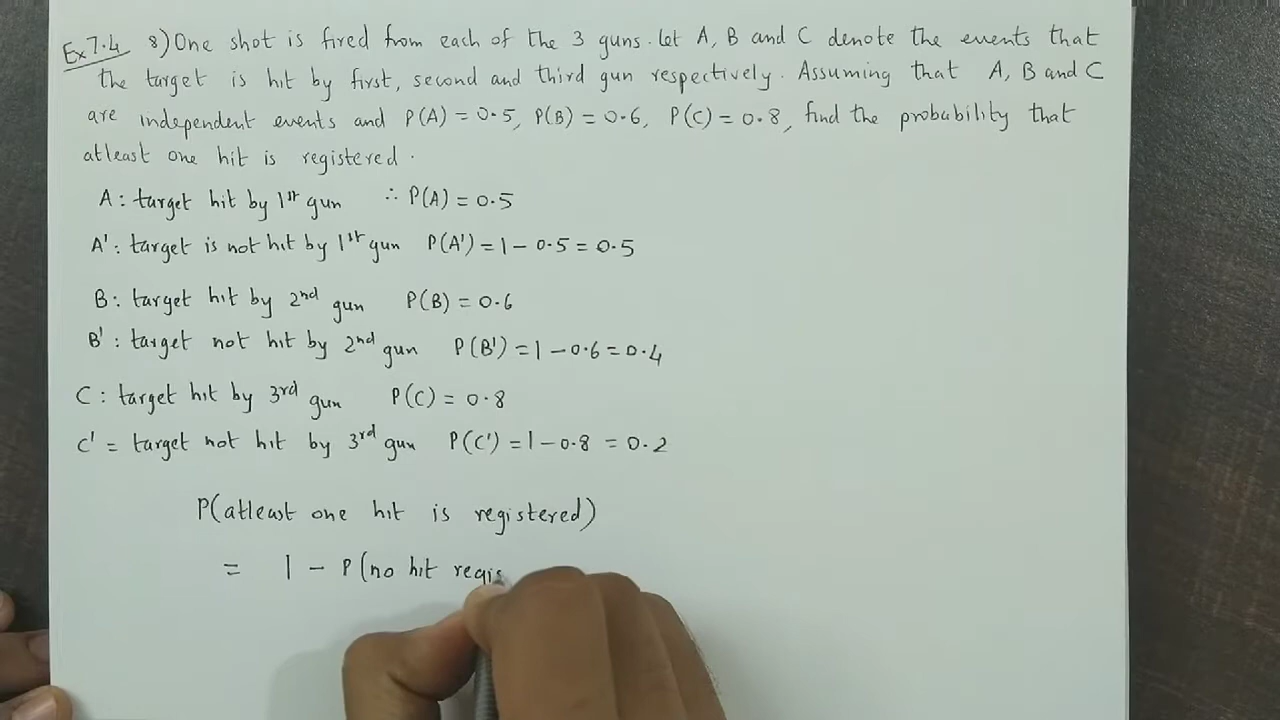 Ex 7.4 8) One shot is fired from each of the 3 guns. Let A, B and C denote the events that
the target is hit by first, second and third gun respectively. Assuming that A, B and C
are independent events and P(A) = 0.5, P(B) = 0.6, P(C) = 0.8, find the probability that
atleast one hit is registered.
A : target hit by 1st gun ∴ P(A) = 0.5
A' : target is not hit by 1st gun P(A') = 1 - 0.5 = 0.5
B : target hit by 2nd gun P(B) = 0.6
B' : target not hit by 2nd gun P(B') = 1 - 0.6 = 0.4
C : target hit by 3rd gun P(C) = 0.8
C' = target not hit by 3rd gun P(C') = 1 - 0.8 = 0.2
P(atleast one hit is registered)
= 1 - P(no hit regis